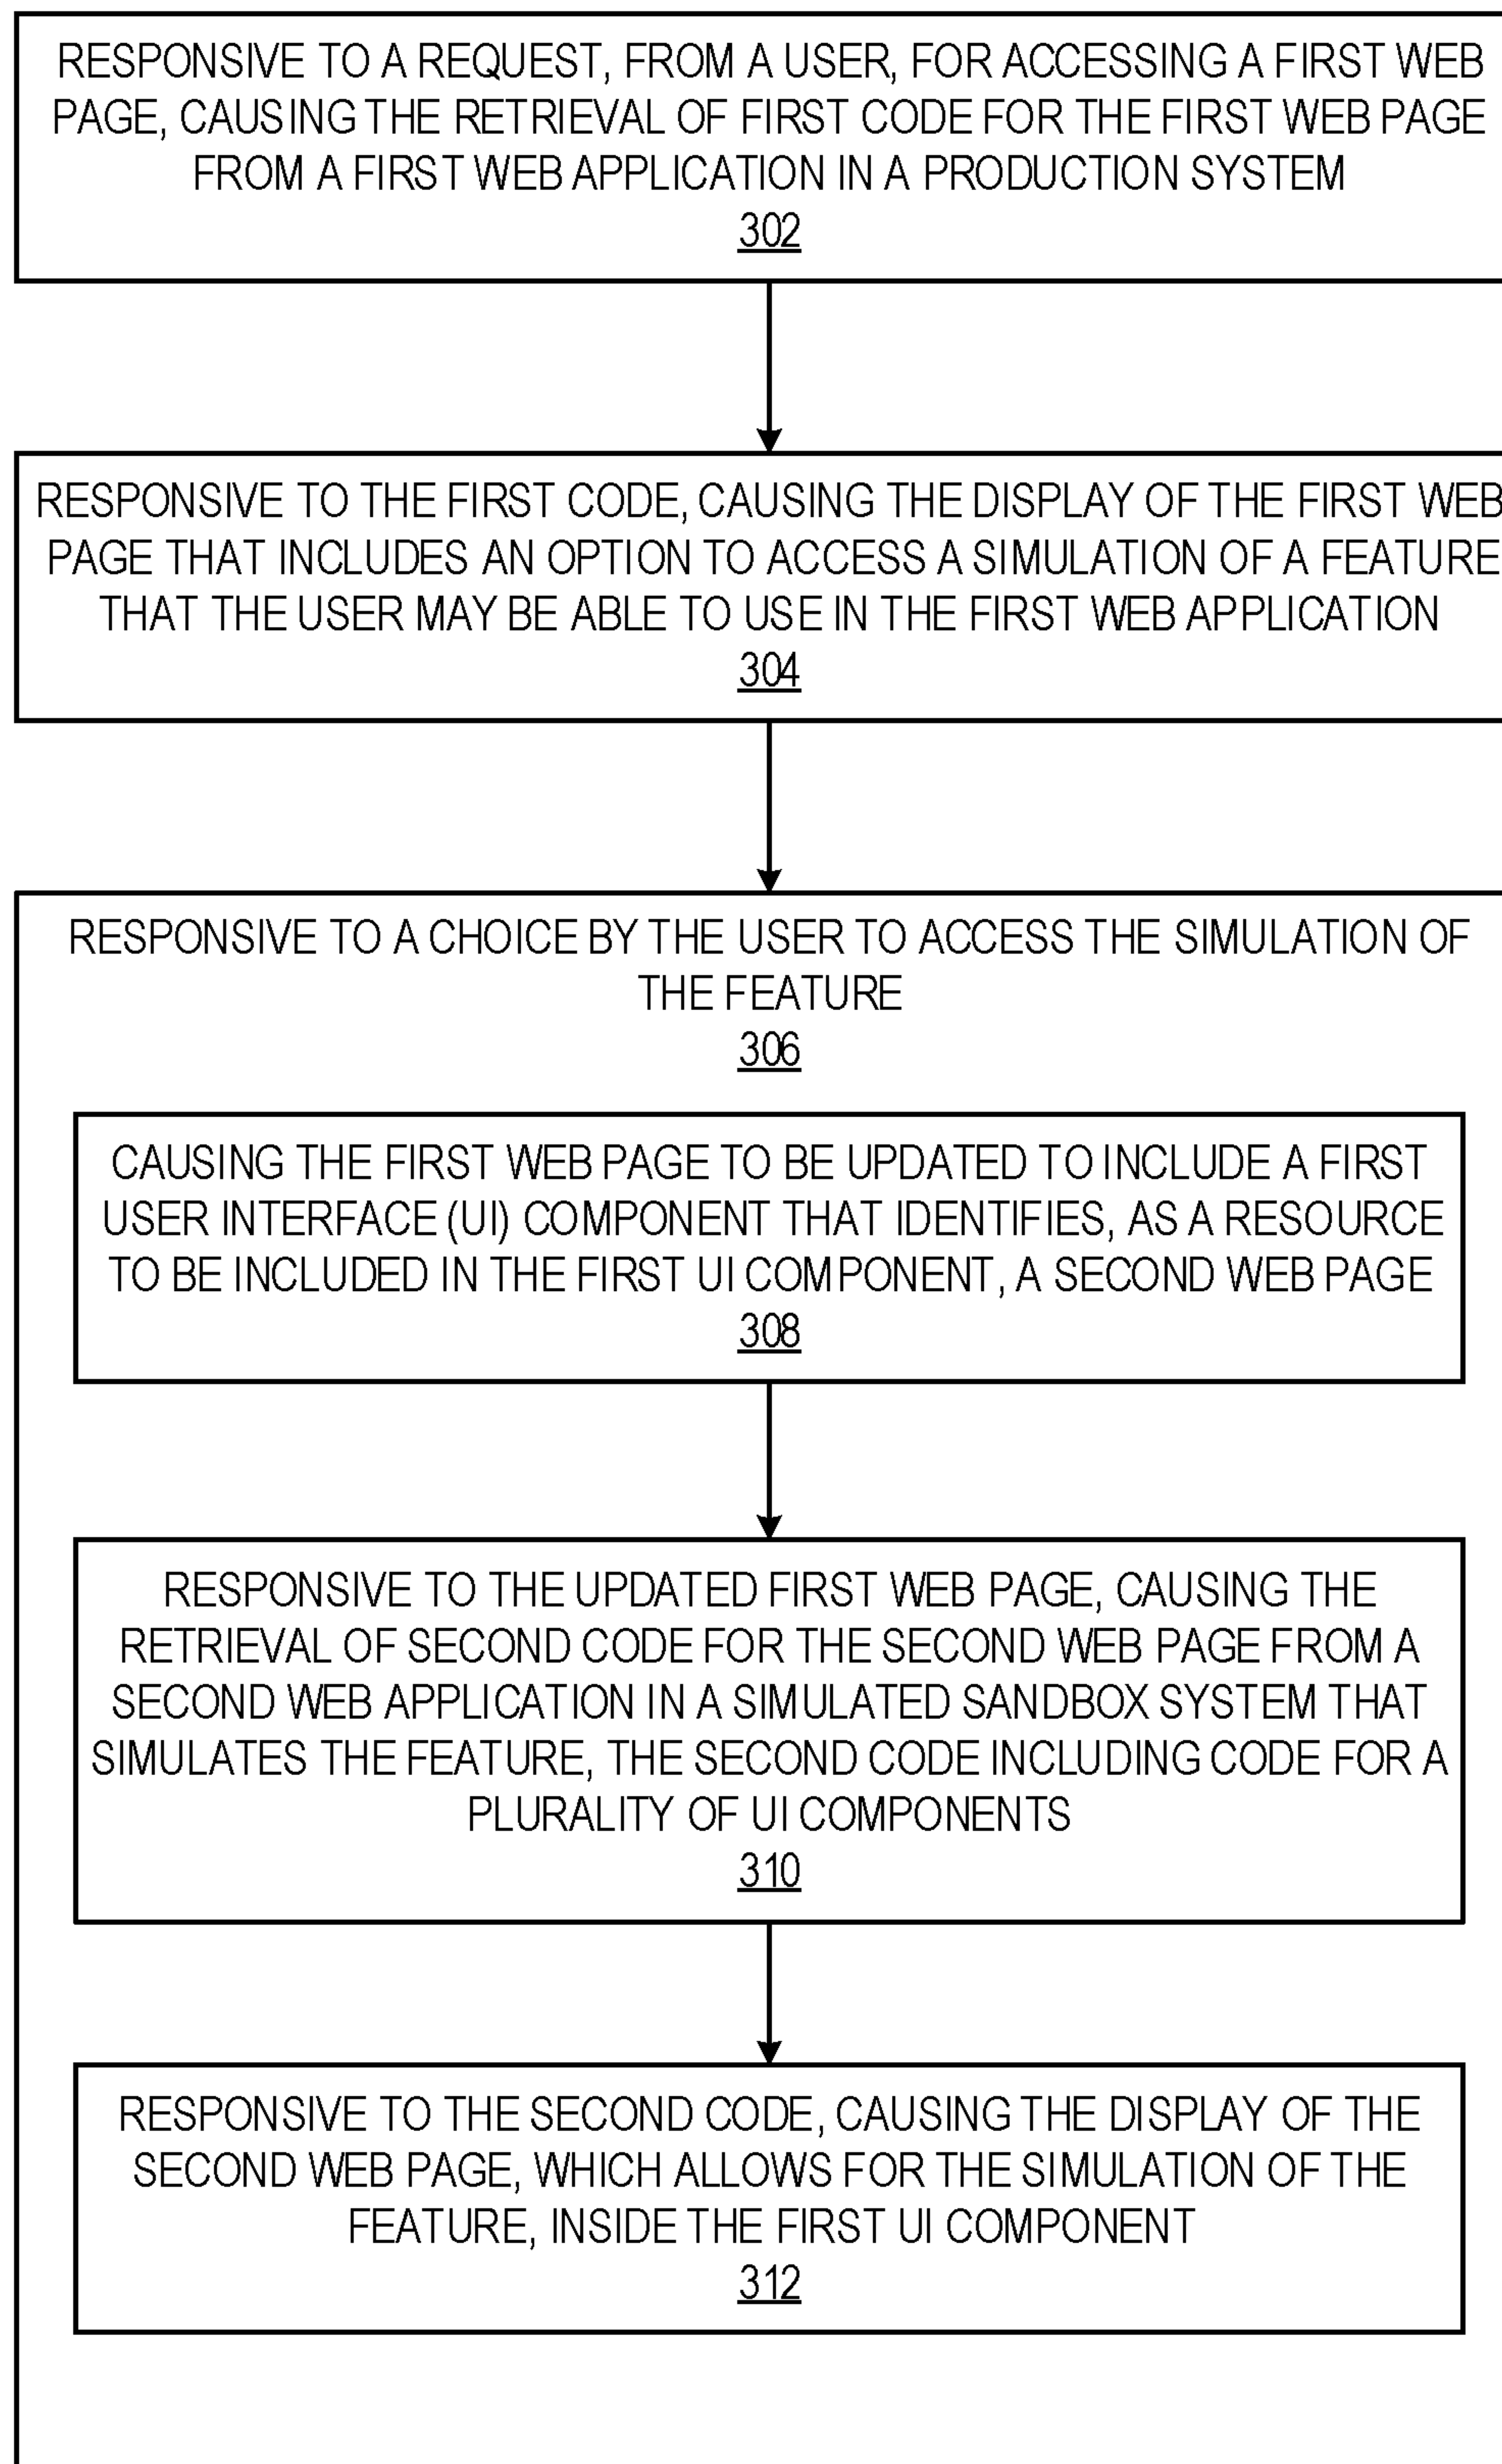 RESPONSIVE TO A REQUEST, FROM A USER, FOR ACCESSING A FIRST WEB
PAGE, CAUSING THE RETRIEVAL OF FIRST CODE FOR THE FIRST WEB PAGE
FROM A FIRST WEB APPLICATION IN A PRODUCTION SYSTEM
302
RESPONSIVE TO THE FIRST CODE, CAUSING THE DISPLAY OF THE FIRST WEB
PAGE THAT INCLUDES AN OPTION TO ACCESS A SIMULATION OF A FEATURE
THAT THE USER MAY BE ABLE TO USE IN THE FIRST WEB APPLICATION
304
RESPONSIVE TO A CHOICE BY THE USER TO ACCESS THE SIMULATION OF
THE FEATURE
306
CAUSING THE FIRST WEB PAGE TO BE UPDATED TO INCLUDE A FIRST
USER INTERFACE (UI) COMPONENT THAT IDENTIFIES, AS A RESOURCE
TO BE INCLUDED IN THE FIRST UI COMPONENT, A SECOND WEB PAGE
308
RESPONSIVE TO THE UPDATED FIRST WEB PAGE, CAUSING THE
RETRIEVAL OF SECOND CODE FOR THE SECOND WEB PAGE FROM A
SECOND WEB APPLICATION IN A SIMULATED SANDBOX SYSTEM THAT
SIMULATES THE FEATURE, THE SECOND CODE INCLUDING CODE FOR A
PLURALITY OF UI COMPONENTS
310
RESPONSIVE TO THE SECOND CODE, CAUSING THE DISPLAY OF THE
SECOND WEB PAGE, WHICH ALLOWS FOR THE SIMULATION OF THE
FEATURE, INSIDE THE FIRST UI COMPONENT
312